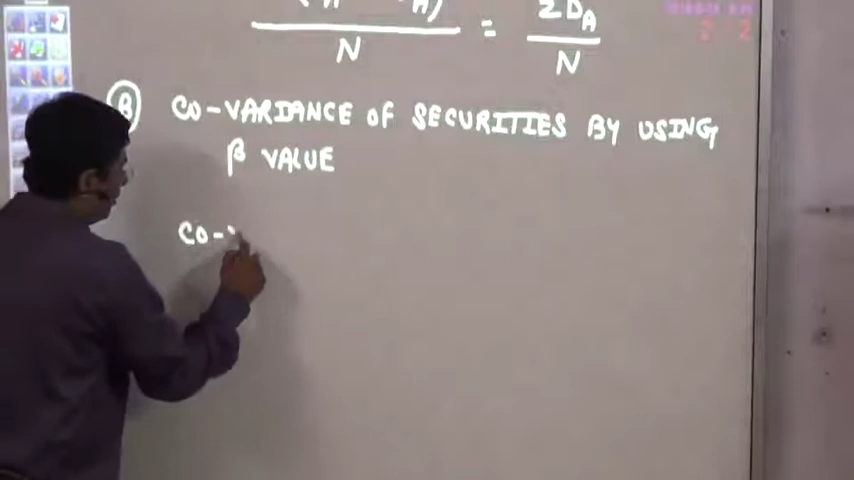 N = ΣD_A
N
(B) CO-VARIANCE OF SECURITIES BY USING
β VALUE
CO-